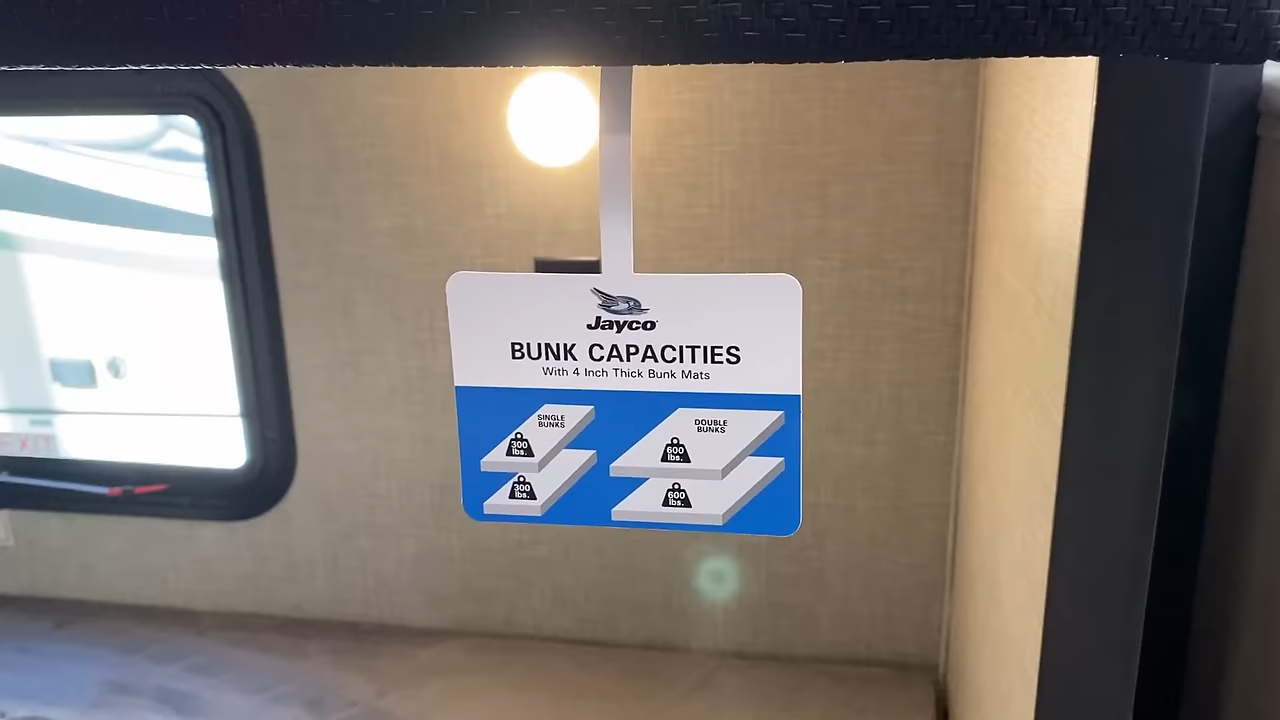 EXIT
Jayco
BUNK CAPACITIES
With 4 Inch Thick Bunk Mats
SINGLE
BUNKS
300
lbs.
300
lbs.
DOUBLE
BUNKS
600
lbs.
600
lbs.